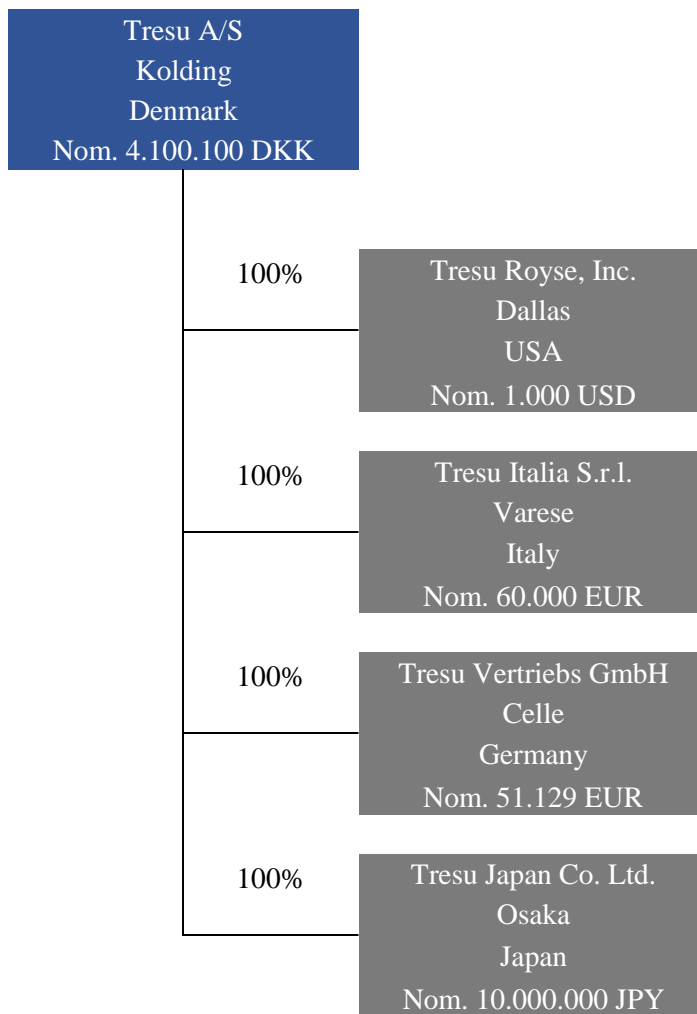 Tresu A/S
Kolding
Denmark
Nom. 4.100.100 DKK
100%
Tresu Royse, Inc.
Dallas
USA
Nom. 1.000 USD
100%
Tresu Italia S.r.l.
Varese
Italy
Nom. 60.000 EUR
100%
Tresu Vertriebs GmbH
Celle
Germany
Nom. 51.129 EUR
100%
Tresu Japan Co. Ltd.
Osaka
Japan
Nom. 10.000.000 JPY